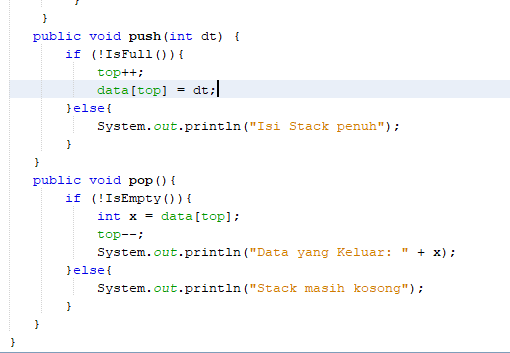 }
}
public void push(int dt) {
if (!IsFull()){
top++;
data[top] = dt;
}else{
System.out.println("Isi Stack penuh");
}
}
public void pop(){
if (!IsEmpty()){
int x = data[top];
top--;
System.out.println("Data yang Keluar: " + x);
}else{
System.out.println("Stack masih kosong");
}
}
}